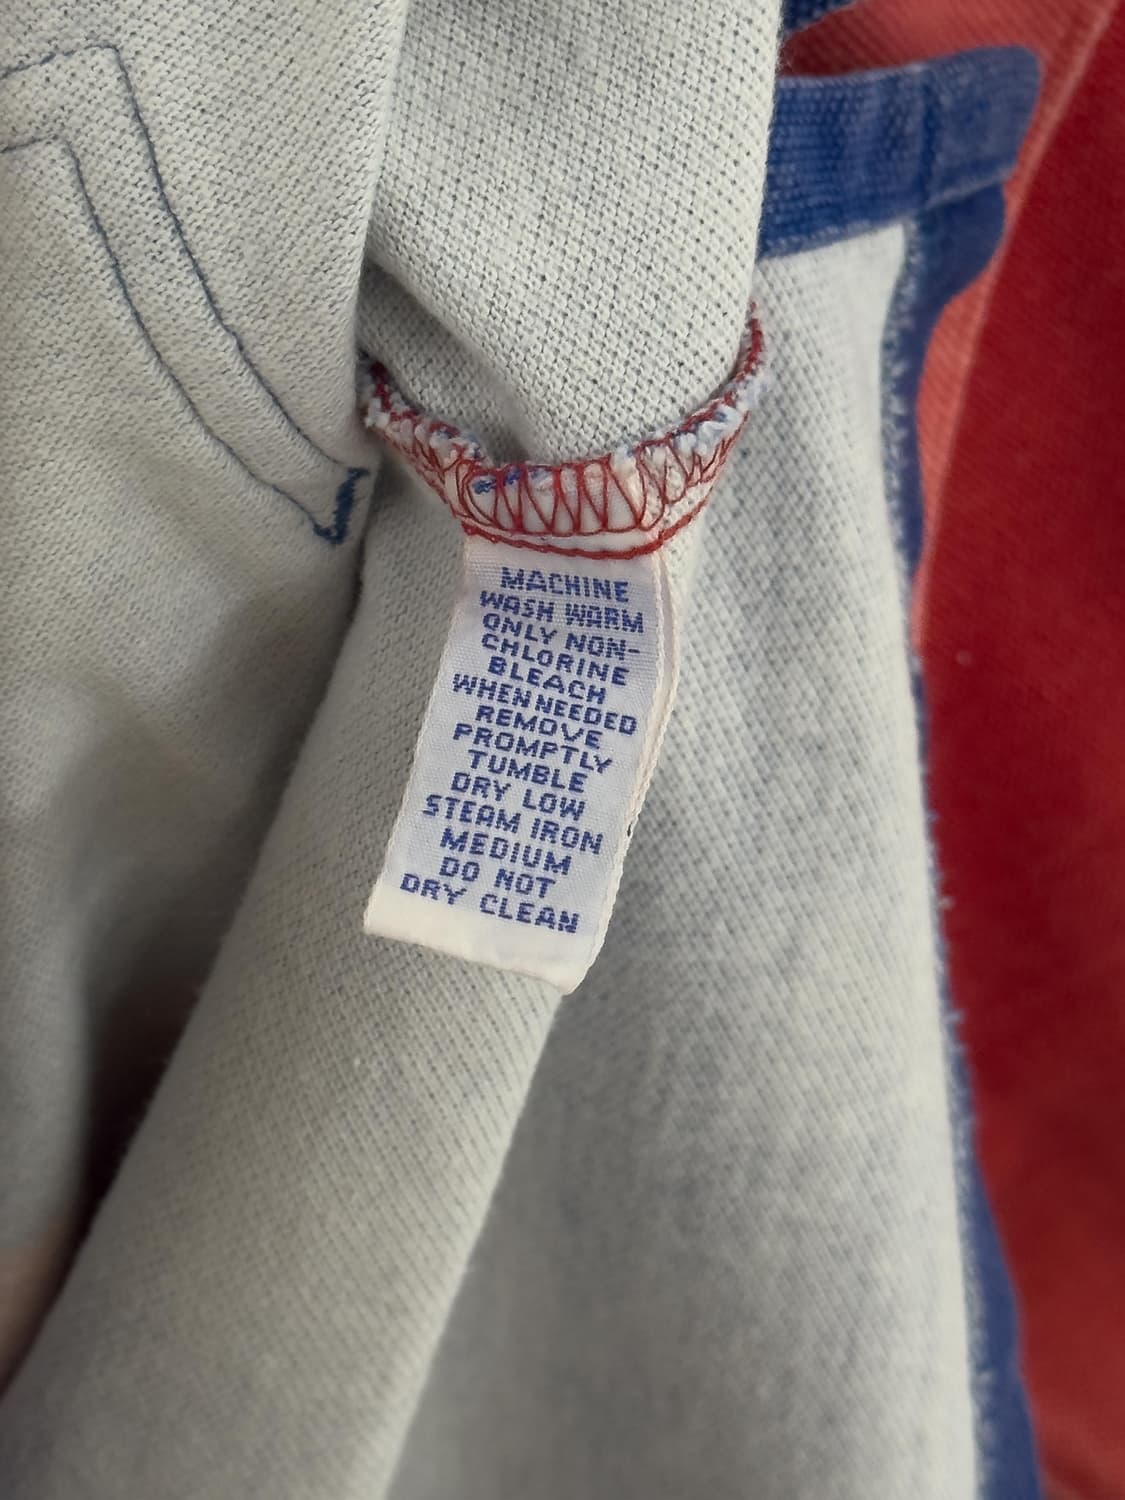 MACHINE
WASH WARM
ONLY NON-
CHLORINE
BLEACH
WHEN NEEDED
REMOVE
PROMPTLY
TUMBLE
DRY LOW
STEAM IRON
MEDIUM
DO NOT
DRY CLEAN